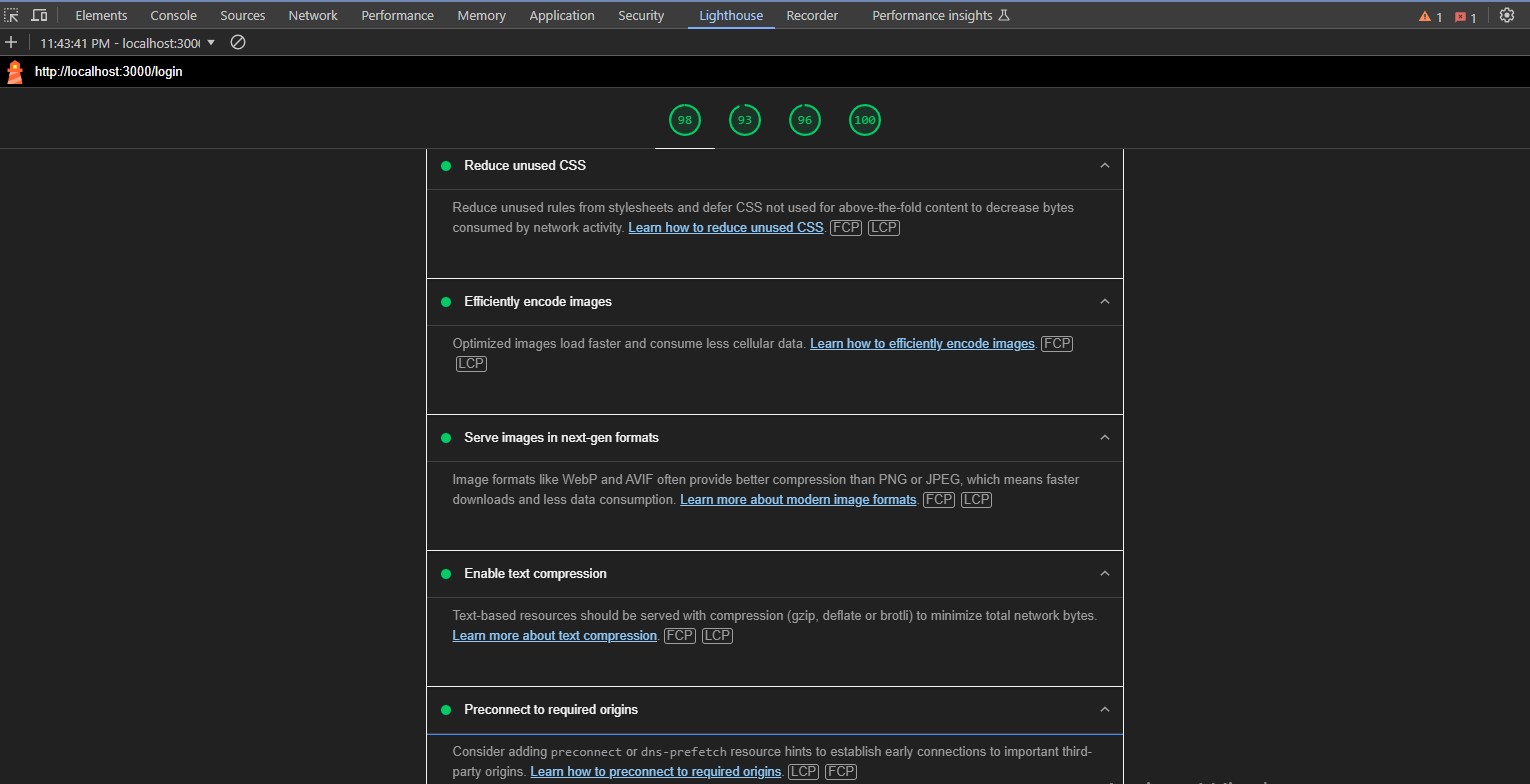 Elements Console Sources Network Performance Memory Application Security Lighthouse Recorder Performance insights 1 1
11:43:41 PM - localhost:300
http://localhost:3000/login
98 93 96 100
Reduce unused CSS
Reduce unused rules from stylesheets and defer CSS not used for above-the-fold content to decrease bytes
consumed by network activity. Learn how to reduce unused CSS. FCP LCP
Efficiently encode images
Optimized images load faster and consume less cellular data. Learn how to efficiently encode images. FCP
LCP
Serve images in next-gen formats
Image formats like WebP and AVIF often provide better compression than PNG or JPEG, which means faster
downloads and less data consumption. Learn more about modern image formats. FCP LCP
Enable text compression
Text-based resources should be served with compression (gzip, deflate or brotli) to minimize total network bytes.
Learn more about text compression. FCP LCP
Preconnect to required origins
Consider adding preconnect or dns-prefetch resource hints to establish early connections to important third-
party origins. Learn how to preconnect to required origins. LCP FCP